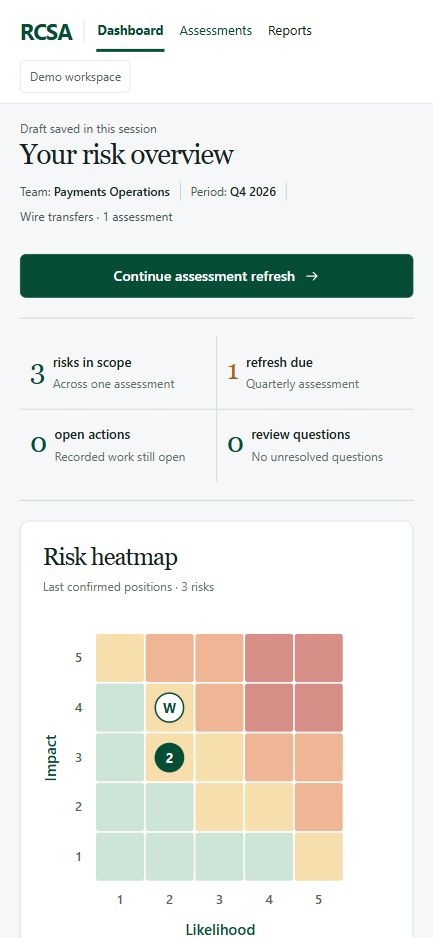 RCSA Dashboard Assessments Reports
Demo workspace
Draft saved in this session
Your risk overview
Team: Payments Operations Period: Q4 2026
Wire transfers · 1 assessment
Continue assessment refresh →
3 risks in scope
Across one assessment
1 refresh due
Quarterly assessment
0 open actions
Recorded work still open
0 review questions
No unresolved questions
Risk heatmap
Last confirmed positions · 3 risks
Impact
5
4 W
3 2
2
1
1 2 3 4 5
Likelihood